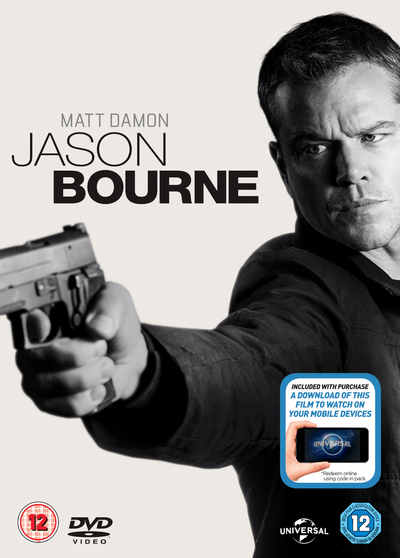 MATT DAMON
JASON
BOURNE
INCLUDED WITH PURCHASE
A DOWNLOAD OF THIS
FILM TO WATCH ON
YOUR MOBILE DEVICES
UNIVERSAL
*Redeem online
using code in pack.
12
DVD
VIDEO
UNIVERSAL
12